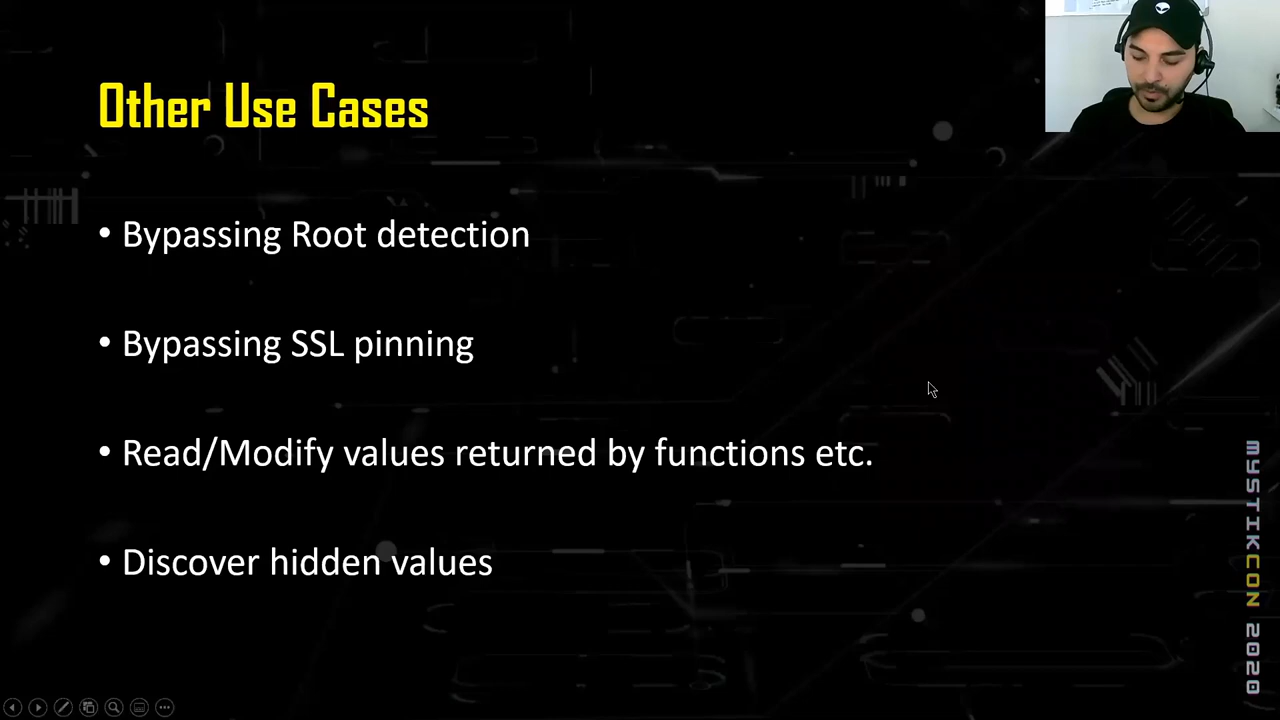 Other Use Cases
• Bypassing Root detection
• Bypassing SSL pinning
• Read/Modify values returned by functions etc.
• Discover hidden values
MYSTIKCON 2020